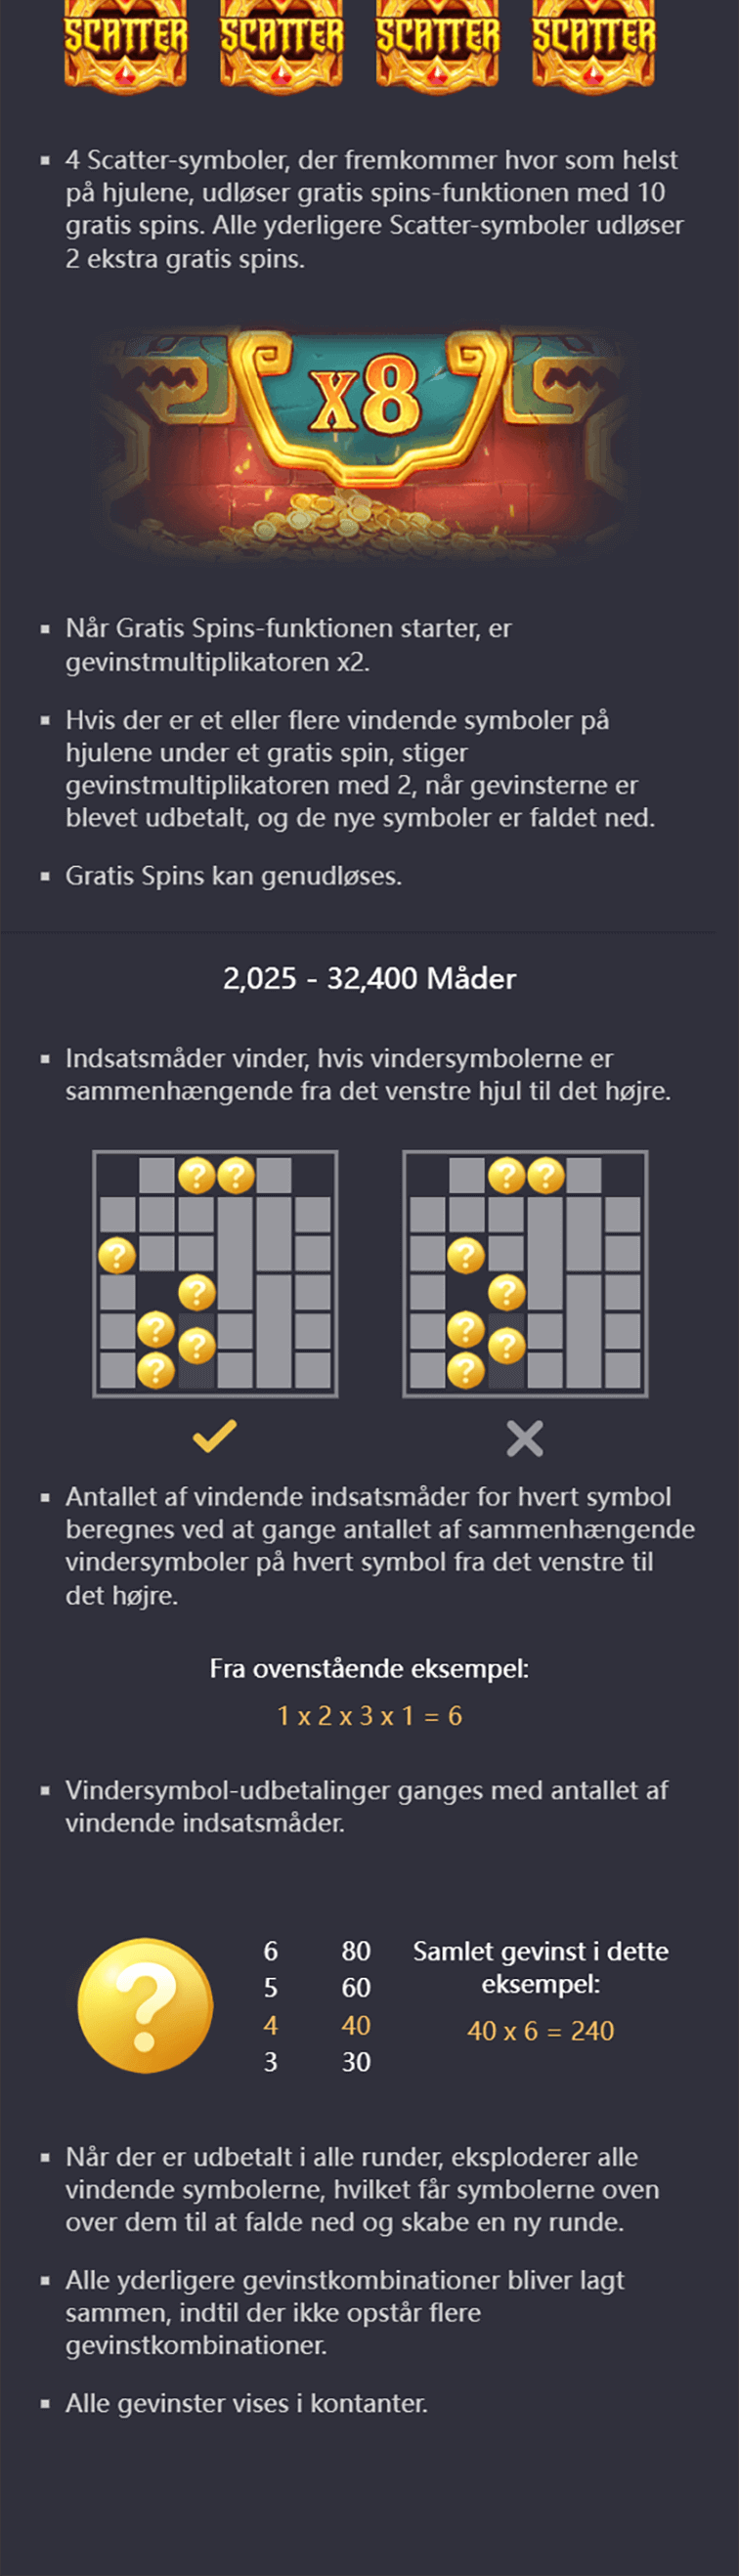 SCATTER SCATTER SCATTER SCATTER
▪ 4 Scatter-symboler, der fremkommer hvor som helst
på hjulene, udløser gratis spins-funktionen med 10
gratis spins. Alle yderligere Scatter-symboler udløser
2 ekstra gratis spins.
x8
▪ Når Gratis Spins-funktionen starter, er
gevinstmultiplikatoren x2.
▪ Hvis der er et eller flere vindende symboler på
hjulene under et gratis spin, stiger
gevinstmultiplikatoren med 2, når gevinsterne er
blevet udbetalt, og de nye symboler er faldet ned.
▪ Gratis Spins kan genudløses.
2,025 - 32,400 Måder
▪ Indsatsmåder vinder, hvis vindersymbolerne er
sammenhængende fra det venstre hjul til det højre.
? ? ? ?
? ?
? ?
? ?
? ? ? ?
? ?
▪ Antallet af vindende indsatsmåder for hvert symbol
beregnes ved at gange antallet af sammenhængende
vindersymboler på hvert symbol fra det venstre til
det højre.
Fra ovenstående eksempel:
1 x 2 x 3 x 1 = 6
▪ Vindersymbol-udbetalinger ganges med antallet af
vindende indsatsmåder.
?
6 80
5 60
4 40
3 30
Samlet gevinst i dette
eksempel:
40 x 6 = 240
▪ Når der er udbetalt i alle runder, eksploderer alle
vindende symbolerne, hvilket får symbolerne oven
over dem til at falde ned og skabe en ny runde.
▪ Alle yderligere gevinstkombinationer bliver lagt
sammen, indtil der ikke opstår flere
gevinstkombinationer.
▪ Alle gevinster vises i kontanter.